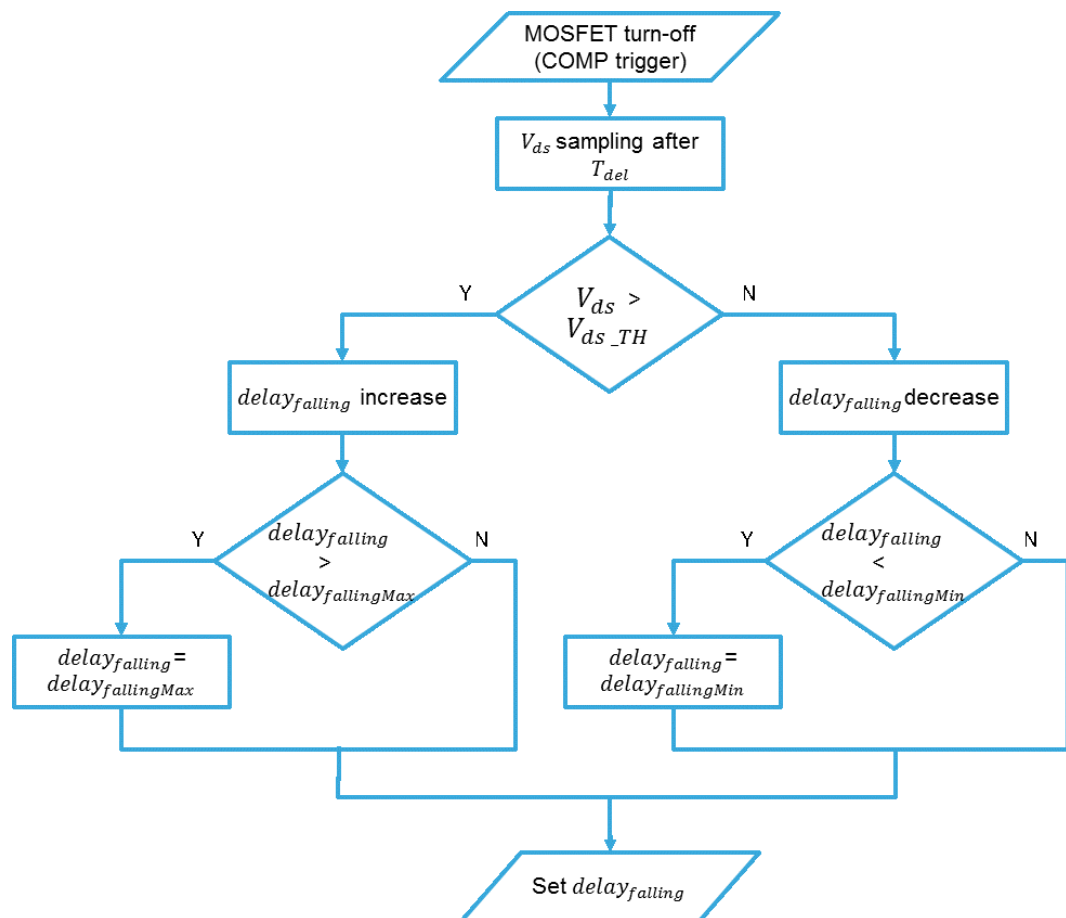 MOSFET turn-off
(COMP trigger)
V_ds sampling after
T_del
Y
V_ds >
V_ds_TH
N
delay_falling increase
delay_falling decrease
Y
delay_falling
>
delay_fallingMax
N
Y
delay_falling
<
delay_fallingMin
N
delay_falling =
delay_fallingMax
delay_falling =
delay_fallingMin
Set delay_falling